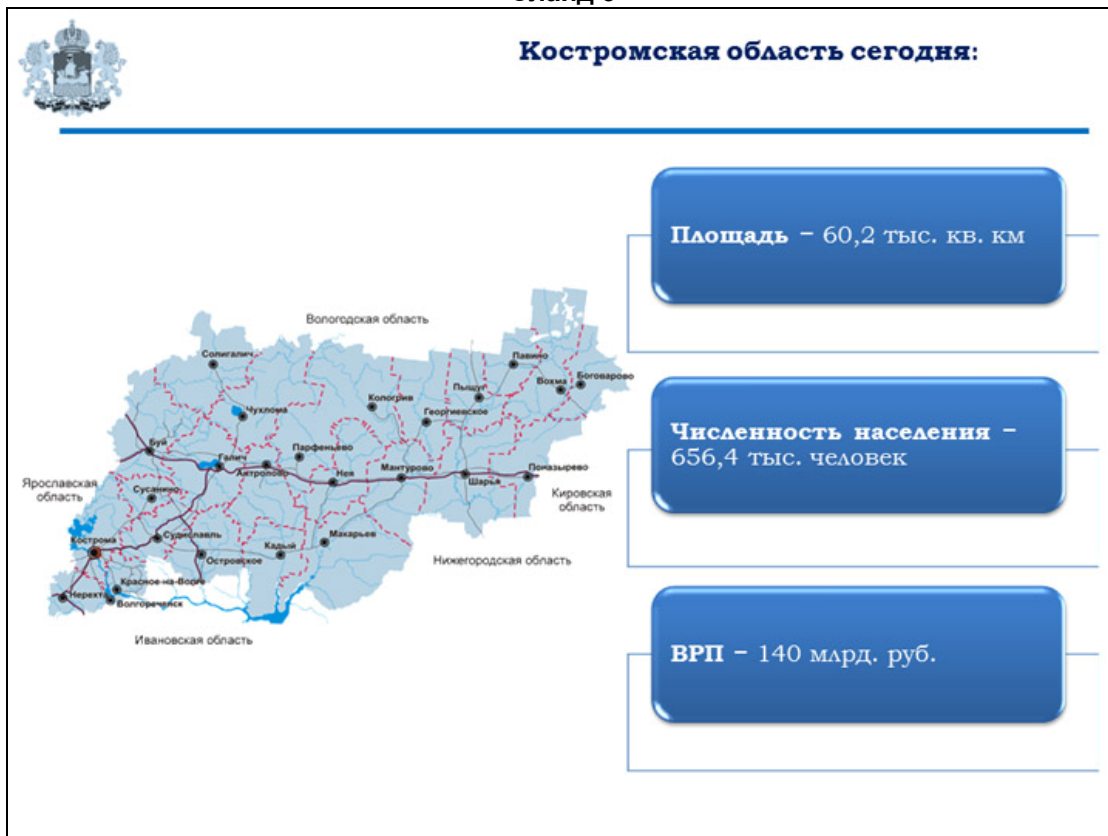 Костромская область сегодня:
Площадь – 60,2 тыс. кв. км
Численность населения –
656,4 тыс. человек
ВРП – 140 млрд. руб.
Вологодская область
Солигалич
Павино
Вохма
Боговарово
Пыщуг
Кологрив
Георгиевское
Чухлома
Буй
Галич
Антропово
Парфеньево
Нея
Мантурово
Шарья
Поназырево
Ярославская
область
Сусанино
Кировская
область
Кострома
Судиславль
Островское
Кадый
Макарьев
Нижегородская область
Красное-на-Волге
Нерехта
Волгореченск
Ивановская область